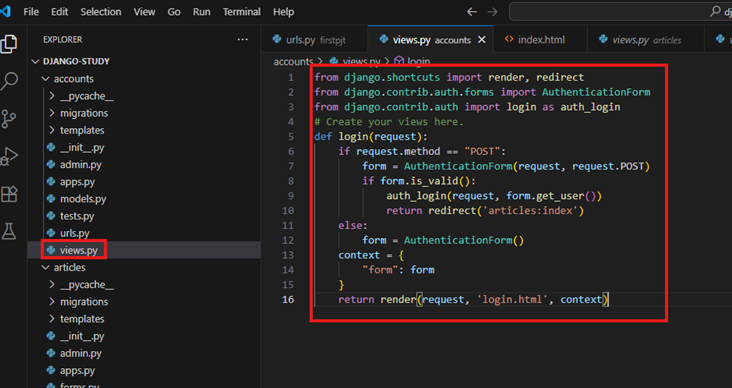 File Edit Selection View Go Run Terminal Help
EXPLORER
DJANGO-STUDY
accounts
__pycache__
migrations
templates
__init__.py
admin.py
apps.py
models.py
tests.py
urls.py
views.py
articles
__pycache__
migrations
templates
__init__.py
admin.py
apps.py
forms.py
urls.py firstpjt
views.py accounts
index.html
views.py articles
accounts > views.py > login
1 from django.shortcuts import render, redirect
2 from django.contrib.auth.forms import AuthenticationForm
3 from django.contrib.auth import login as auth_login
4 # Create your views here.
5 def login(request):
6 if request.method == "POST":
7 form = AuthenticationForm(request, request.POST)
8 if form.is_valid():
9 auth_login(request, form.get_user())
10 return redirect('articles:index')
11 else:
12 form = AuthenticationForm()
13 context = {
14 "form": form
15 }
16 return render(request, 'login.html', context)